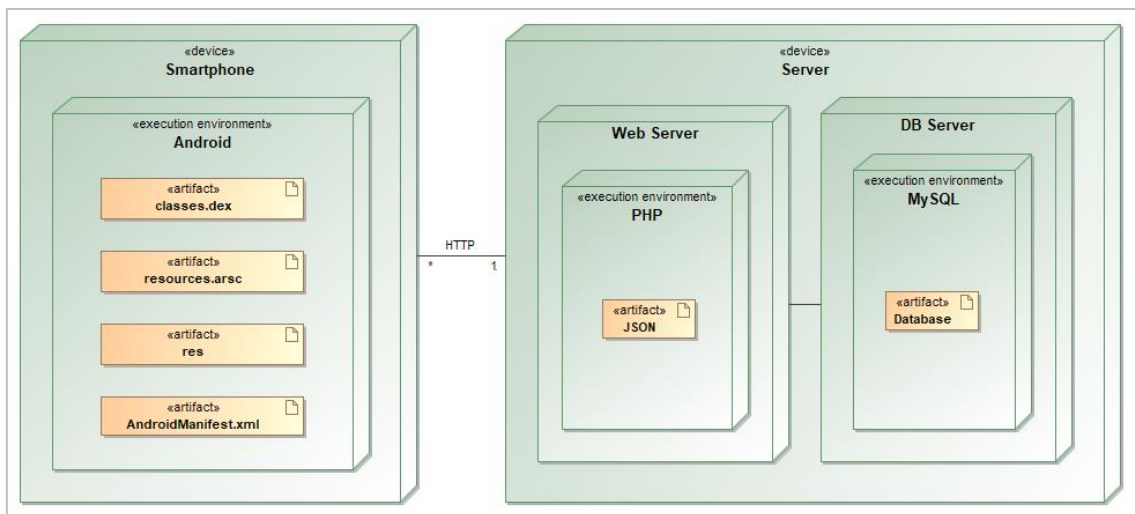 «device»
Smartphone
«execution environment»
Android
«artifact»
classes.dex
«artifact»
resources.arsc
«artifact»
res
«artifact»
AndroidManifest.xml
HTTP
* 1
«device»
Server
Web Server
«execution environment»
PHP
«artifact»
JSON
DB Server
«execution environment»
MySQL
«artifact»
Database